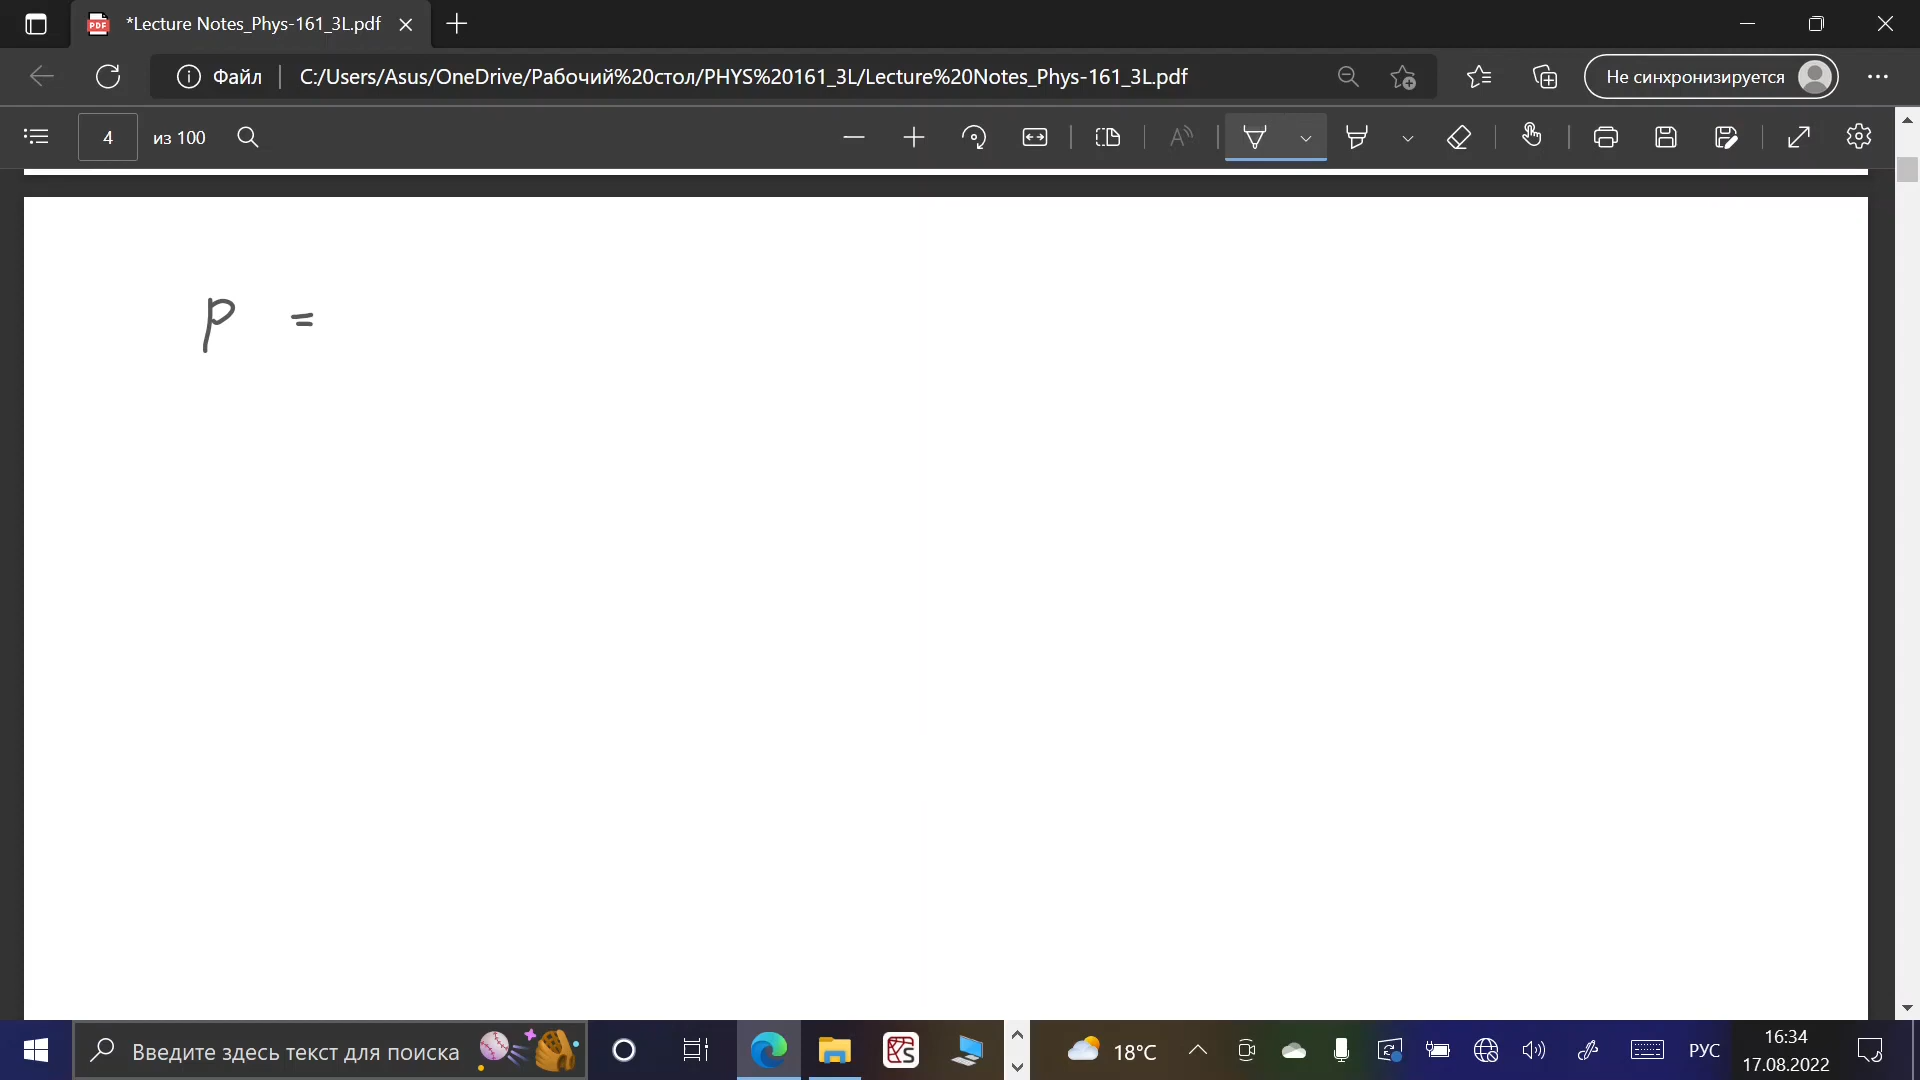 *Lecture Notes_Phys-161_3L.pdf
Файл C:/Users/Asus/OneDrive/Рабочий%20стол/PHYS%20161_3L/Lecture%20Notes_Phys-161_3L.pdf Не синхронизируется
4 из 100
p =
Введите здесь текст для поиска 18°C РУС 16:34
17.08.2022